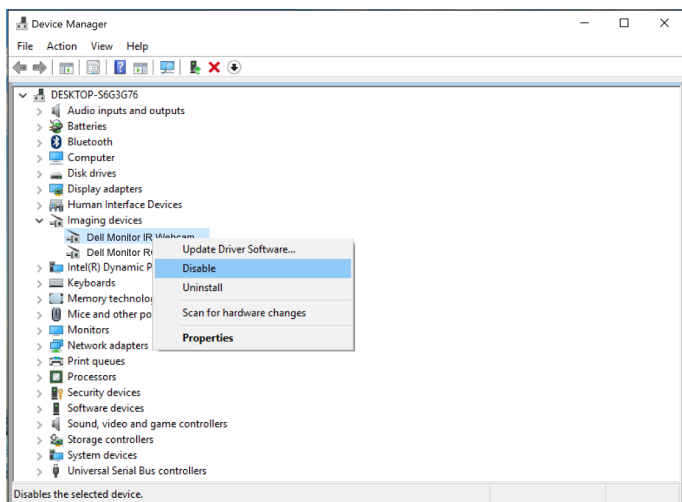 Device Manager
File Action View Help
DESKTOP-S6G3G76
Audio inputs and outputs
Batteries
Bluetooth
Computer
Disk drives
Display adapters
Human Interface Devices
Imaging devices
Dell Monitor IR Webcam
Dell Monitor
Intel(R) Dynamic
Keyboards
Memory
Mice and other
Monitors
Network adapters
Print queues
Processors
Security devices
Software devices
Sound, video and game controllers
Storage controllers
System devices
Universal Serial Bus controllers
Update Driver Software...
Disable
Uninstall
Scan for hardware changes
Properties
Disables the selected device.